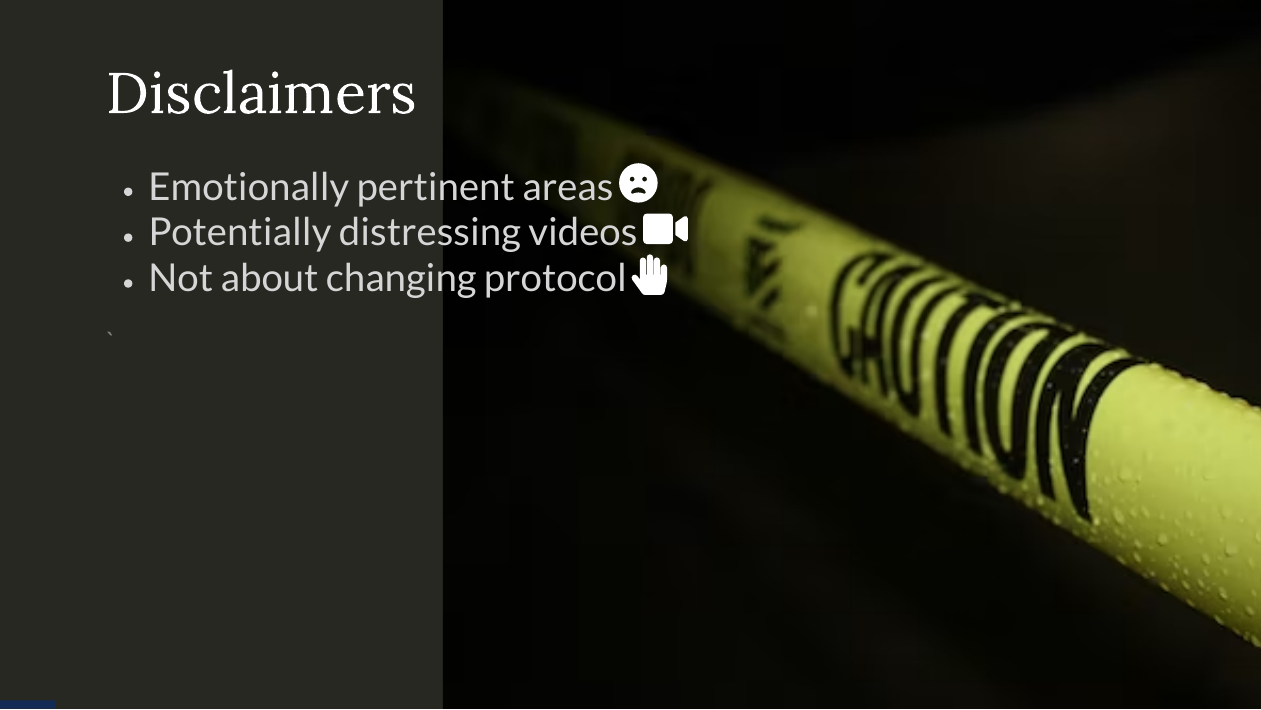 Disclaimers
• Emotionally pertinent areas
• Potentially distressing videos
• Not about changing protocol
`
CAUTION